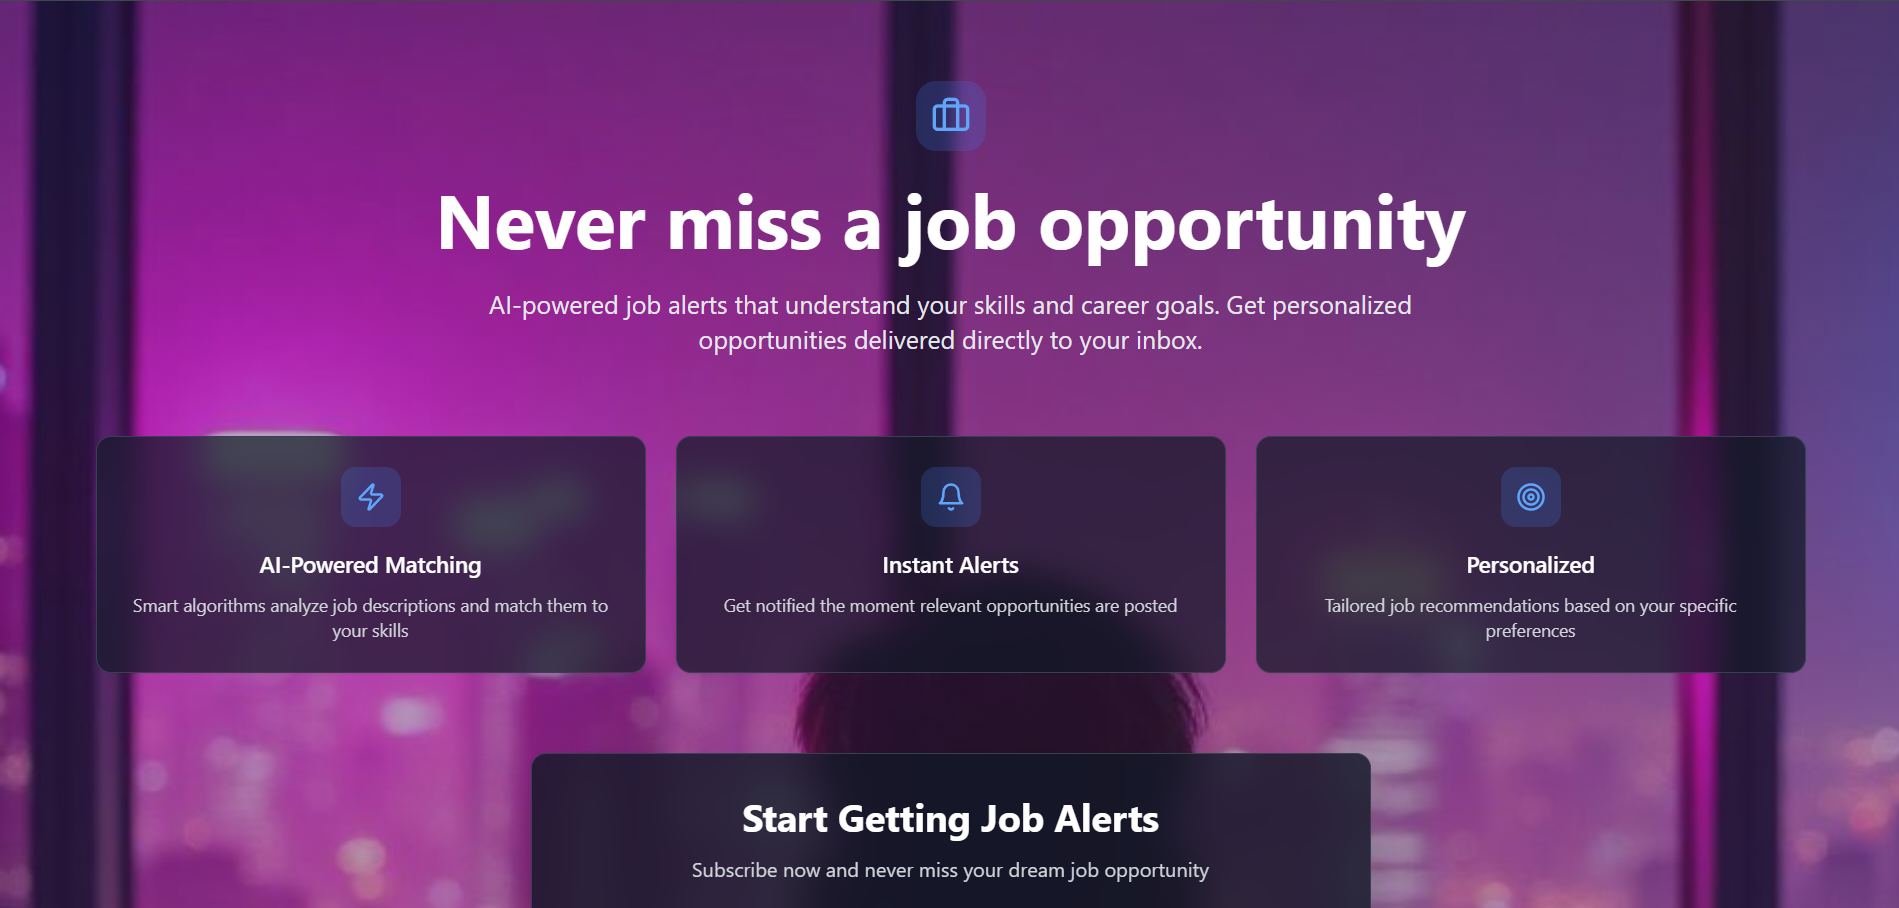 Never miss a job opportunity
AI-powered job alerts that understand your skills and career goals. Get personalized
opportunities delivered directly to your inbox.
AI-Powered Matching
Smart algorithms analyze job descriptions and match them to
your skills
Instant Alerts
Get notified the moment relevant opportunities are posted
Personalized
Tailored job recommendations based on your specific
preferences
Start Getting Job Alerts
Subscribe now and never miss your dream job opportunity